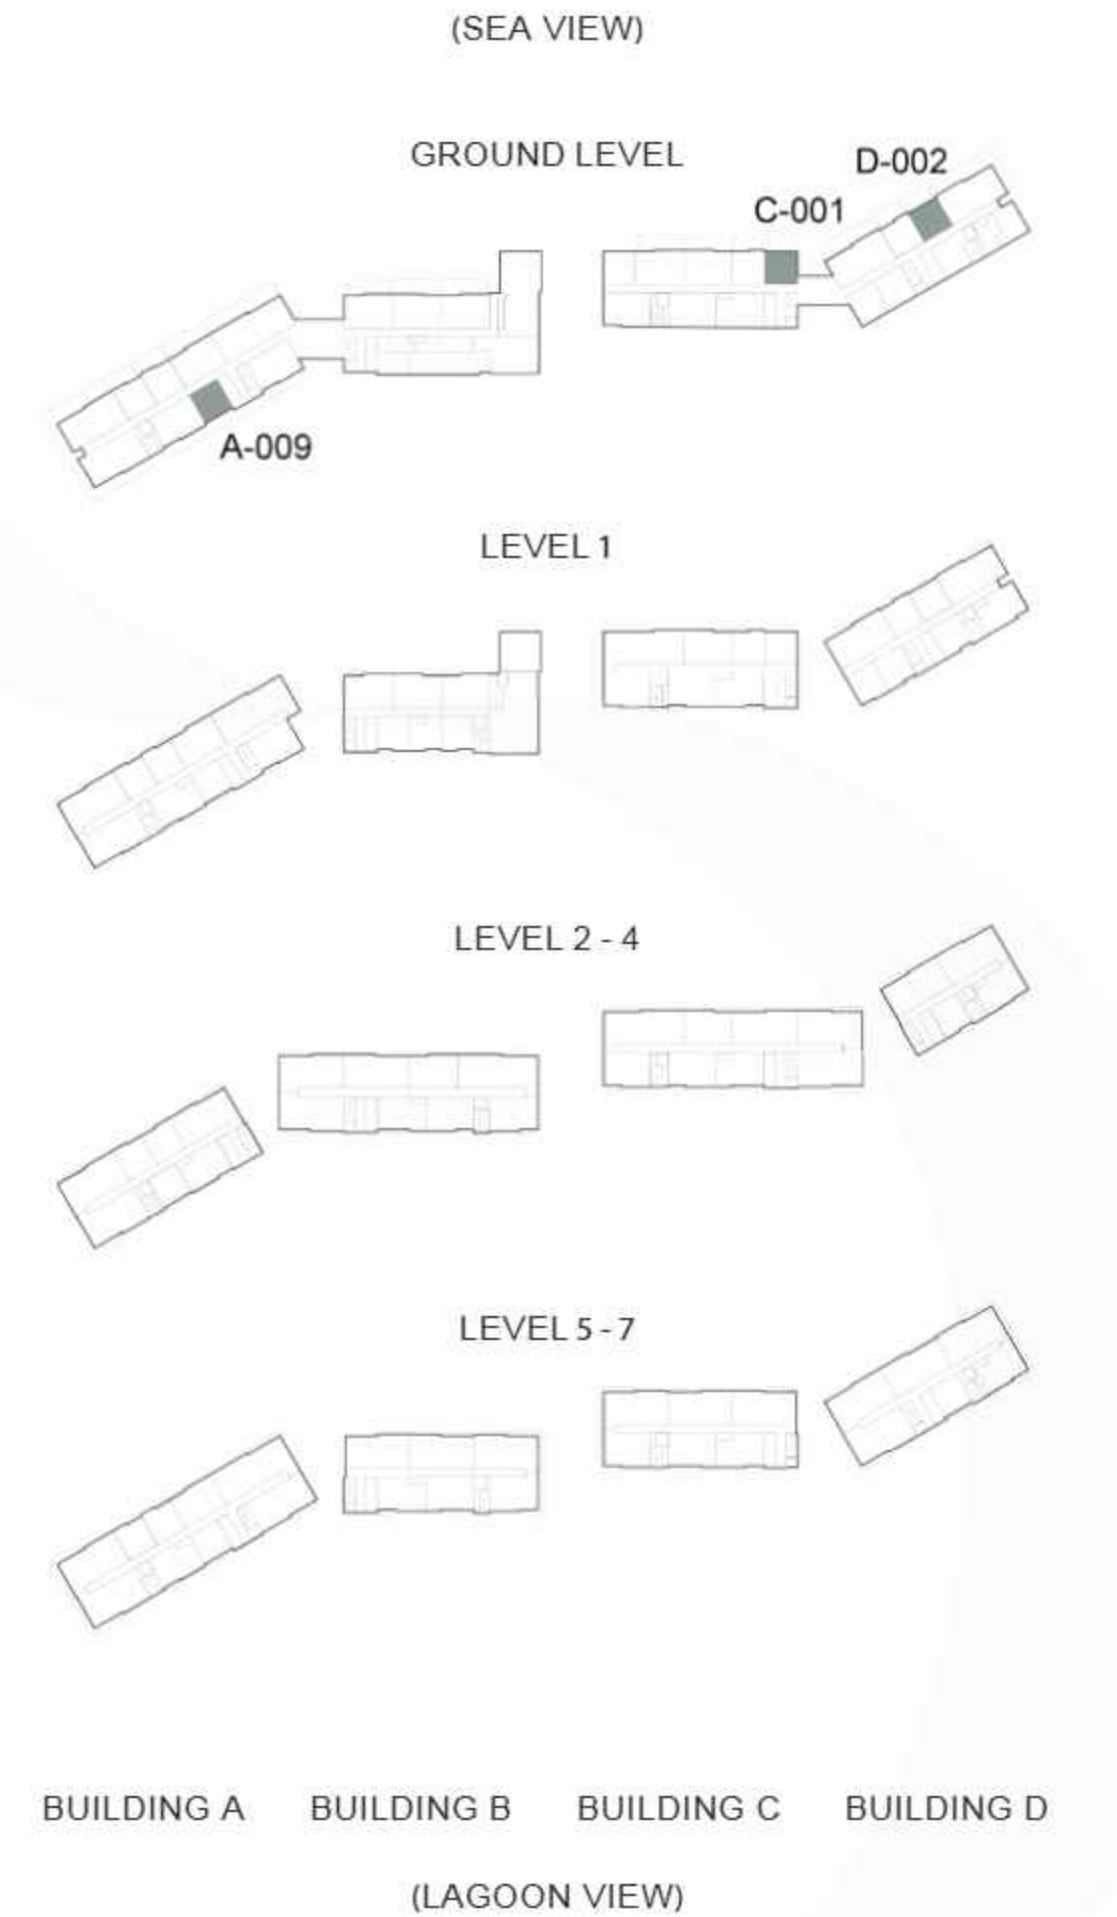 (SEA VIEW)
GROUND LEVEL
D-002
C-001
A-009
LEVEL 1
LEVEL 2 - 4
LEVEL 5 - 7
BUILDING A BUILDING B BUILDING C BUILDING D
(LAGOON VIEW)